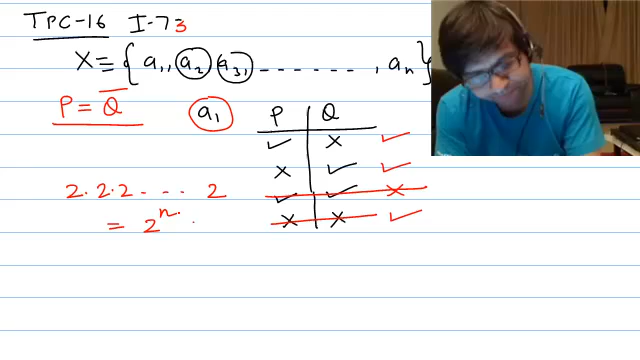 TPC-16 I-73
X = { a₁, a₂, a₃, ------- , aₙ }
P = Q̅ a₁ P Q
✓ × ✓
× ✓ ✓
2·2·2 ---- 2 ✓ ✓ ×
= 2ⁿ. × × ✓